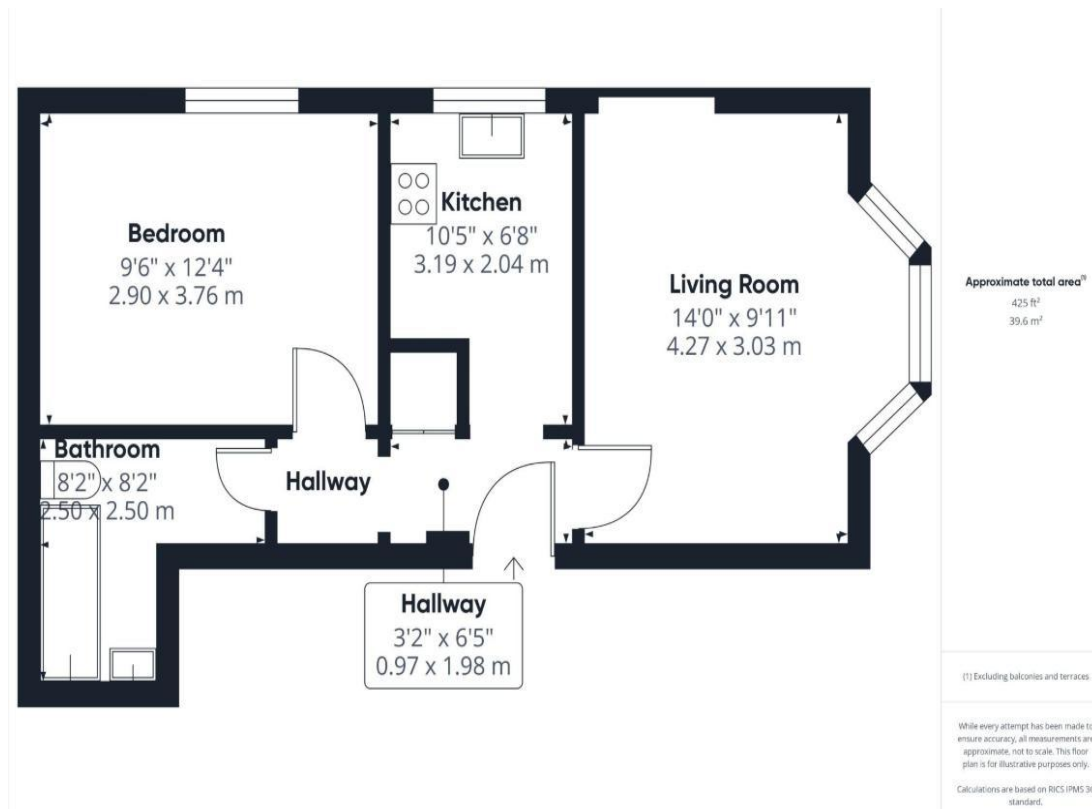 Bedroom
9'6" x 12'4"
2.90 x 3.76 m
Kitchen
10'5" x 6'8"
3.19 x 2.04 m
Living Room
14'0" x 9'11"
4.27 x 3.03 m
Bathroom
8'2" x 8'2"
2.50 x 2.50 m
Hallway
Hallway
3'2" x 6'5"
0.97 x 1.98 m
Approximate total area(1)
425 ft²
39.6 m²
(1) Excluding balconies and terraces
While every attempt has been made to
ensure accuracy, all measurements are
approximate, not to scale. This floor
plan is for illustrative purposes only.
Calculations are based on RICS IPMS
standard.